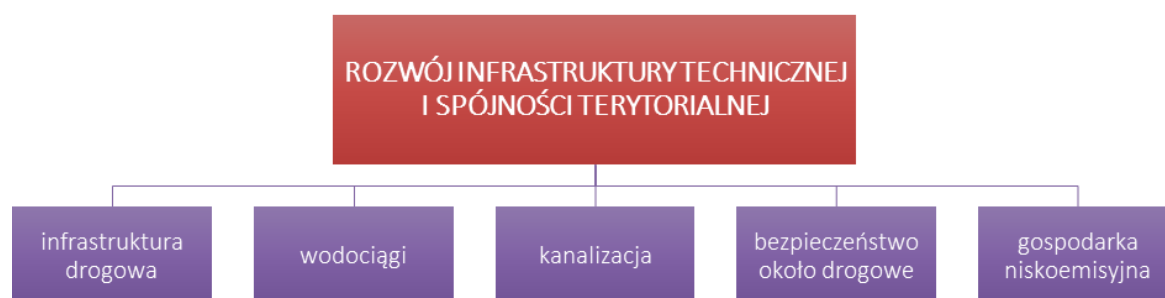 ROZWÓJ INFRASTRUKTURY TECHNICZNEJ
I SPÓJNOŚCI TERYTORIALNEJ
infrastruktura
drogowa
wodociągi
kanalizacja
bezpieczeństwo
około drogowe
gospodarka
niskoemisyjna